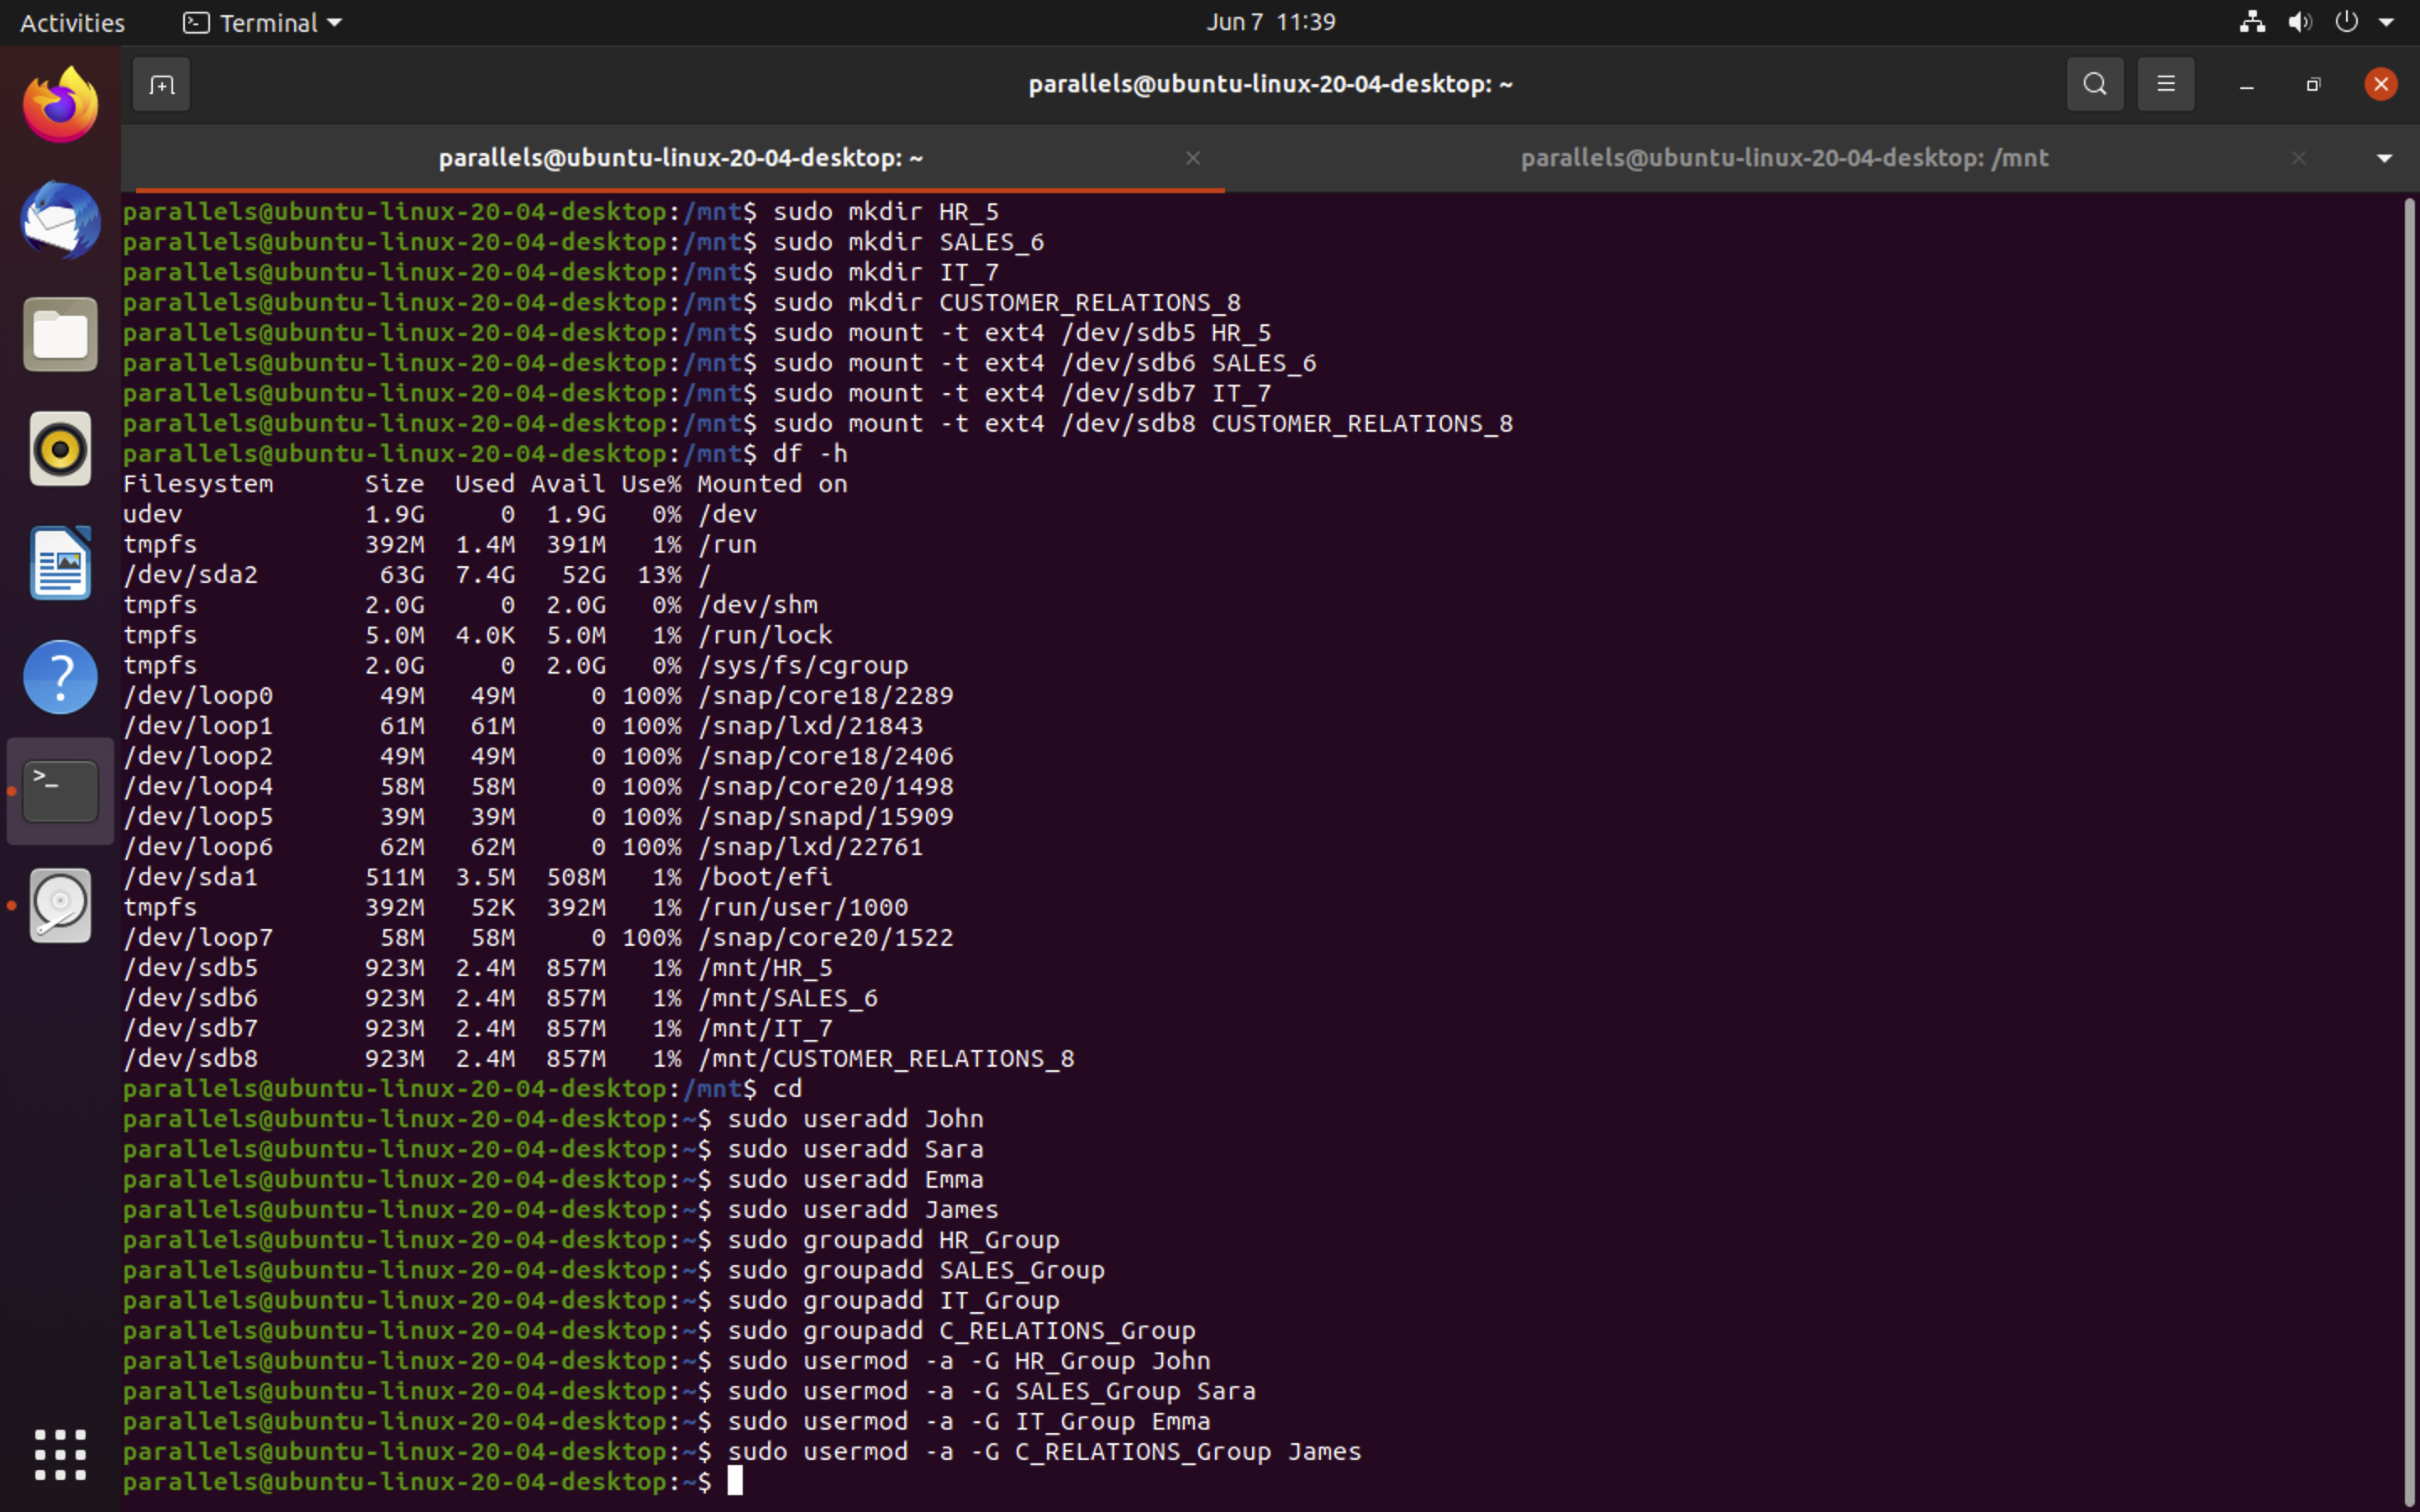 Activities Terminal Jun 7 11:39
parallels@ubuntu-linux-20-04-desktop: ~
parallels@ubuntu-linux-20-04-desktop: ~ parallels@ubuntu-linux-20-04-desktop: /mnt
parallels@ubuntu-linux-20-04-desktop:/mnt$ sudo mkdir HR_5
parallels@ubuntu-linux-20-04-desktop:/mnt$ sudo mkdir SALES_6
parallels@ubuntu-linux-20-04-desktop:/mnt$ sudo mkdir IT_7
parallels@ubuntu-linux-20-04-desktop:/mnt$ sudo mkdir CUSTOMER_RELATIONS_8
parallels@ubuntu-linux-20-04-desktop:/mnt$ sudo mount -t ext4 /dev/sdb5 HR_5
parallels@ubuntu-linux-20-04-desktop:/mnt$ sudo mount -t ext4 /dev/sdb6 SALES_6
parallels@ubuntu-linux-20-04-desktop:/mnt$ sudo mount -t ext4 /dev/sdb7 IT_7
parallels@ubuntu-linux-20-04-desktop:/mnt$ sudo mount -t ext4 /dev/sdb8 CUSTOMER_RELATIONS_8
parallels@ubuntu-linux-20-04-desktop:/mnt$ df -h
Filesystem      Size  Used Avail Use% Mounted on
udev            1.9G     0  1.9G   0% /dev
tmpfs           392M  1.4M  391M   1% /run
/dev/sda2        63G  7.4G   52G  13% /
tmpfs           2.0G     0  2.0G   0% /dev/shm
tmpfs           5.0M  4.0K  5.0M   1% /run/lock
tmpfs           2.0G     0  2.0G   0% /sys/fs/cgroup
/dev/loop0       49M   49M     0 100% /snap/core18/2289
/dev/loop1       61M   61M     0 100% /snap/lxd/21843
/dev/loop2       49M   49M     0 100% /snap/core18/2406
/dev/loop4       58M   58M     0 100% /snap/core20/1498
/dev/loop5       39M   39M     0 100% /snap/snapd/15909
/dev/loop6       62M   62M     0 100% /snap/lxd/22761
/dev/sda1       511M  3.5M  508M   1% /boot/efi
tmpfs           392M   52K  392M   1% /run/user/1000
/dev/loop7       58M   58M     0 100% /snap/core20/1522
/dev/sdb5       923M  2.4M  857M   1% /mnt/HR_5
/dev/sdb6       923M  2.4M  857M   1% /mnt/SALES_6
/dev/sdb7       923M  2.4M  857M   1% /mnt/IT_7
/dev/sdb8       923M  2.4M  857M   1% /mnt/CUSTOMER_RELATIONS_8
parallels@ubuntu-linux-20-04-desktop:/mnt$ cd
parallels@ubuntu-linux-20-04-desktop:~$ sudo useradd John
parallels@ubuntu-linux-20-04-desktop:~$ sudo useradd Sara
parallels@ubuntu-linux-20-04-desktop:~$ sudo useradd Emma
parallels@ubuntu-linux-20-04-desktop:~$ sudo useradd James
parallels@ubuntu-linux-20-04-desktop:~$ sudo groupadd HR_Group
parallels@ubuntu-linux-20-04-desktop:~$ sudo groupadd SALES_Group
parallels@ubuntu-linux-20-04-desktop:~$ sudo groupadd IT_Group
parallels@ubuntu-linux-20-04-desktop:~$ sudo groupadd C_RELATIONS_Group
parallels@ubuntu-linux-20-04-desktop:~$ sudo usermod -a -G HR_Group John
parallels@ubuntu-linux-20-04-desktop:~$ sudo usermod -a -G SALES_Group Sara
parallels@ubuntu-linux-20-04-desktop:~$ sudo usermod -a -G IT_Group Emma
parallels@ubuntu-linux-20-04-desktop:~$ sudo usermod -a -G C_RELATIONS_Group James
parallels@ubuntu-linux-20-04-desktop:~$